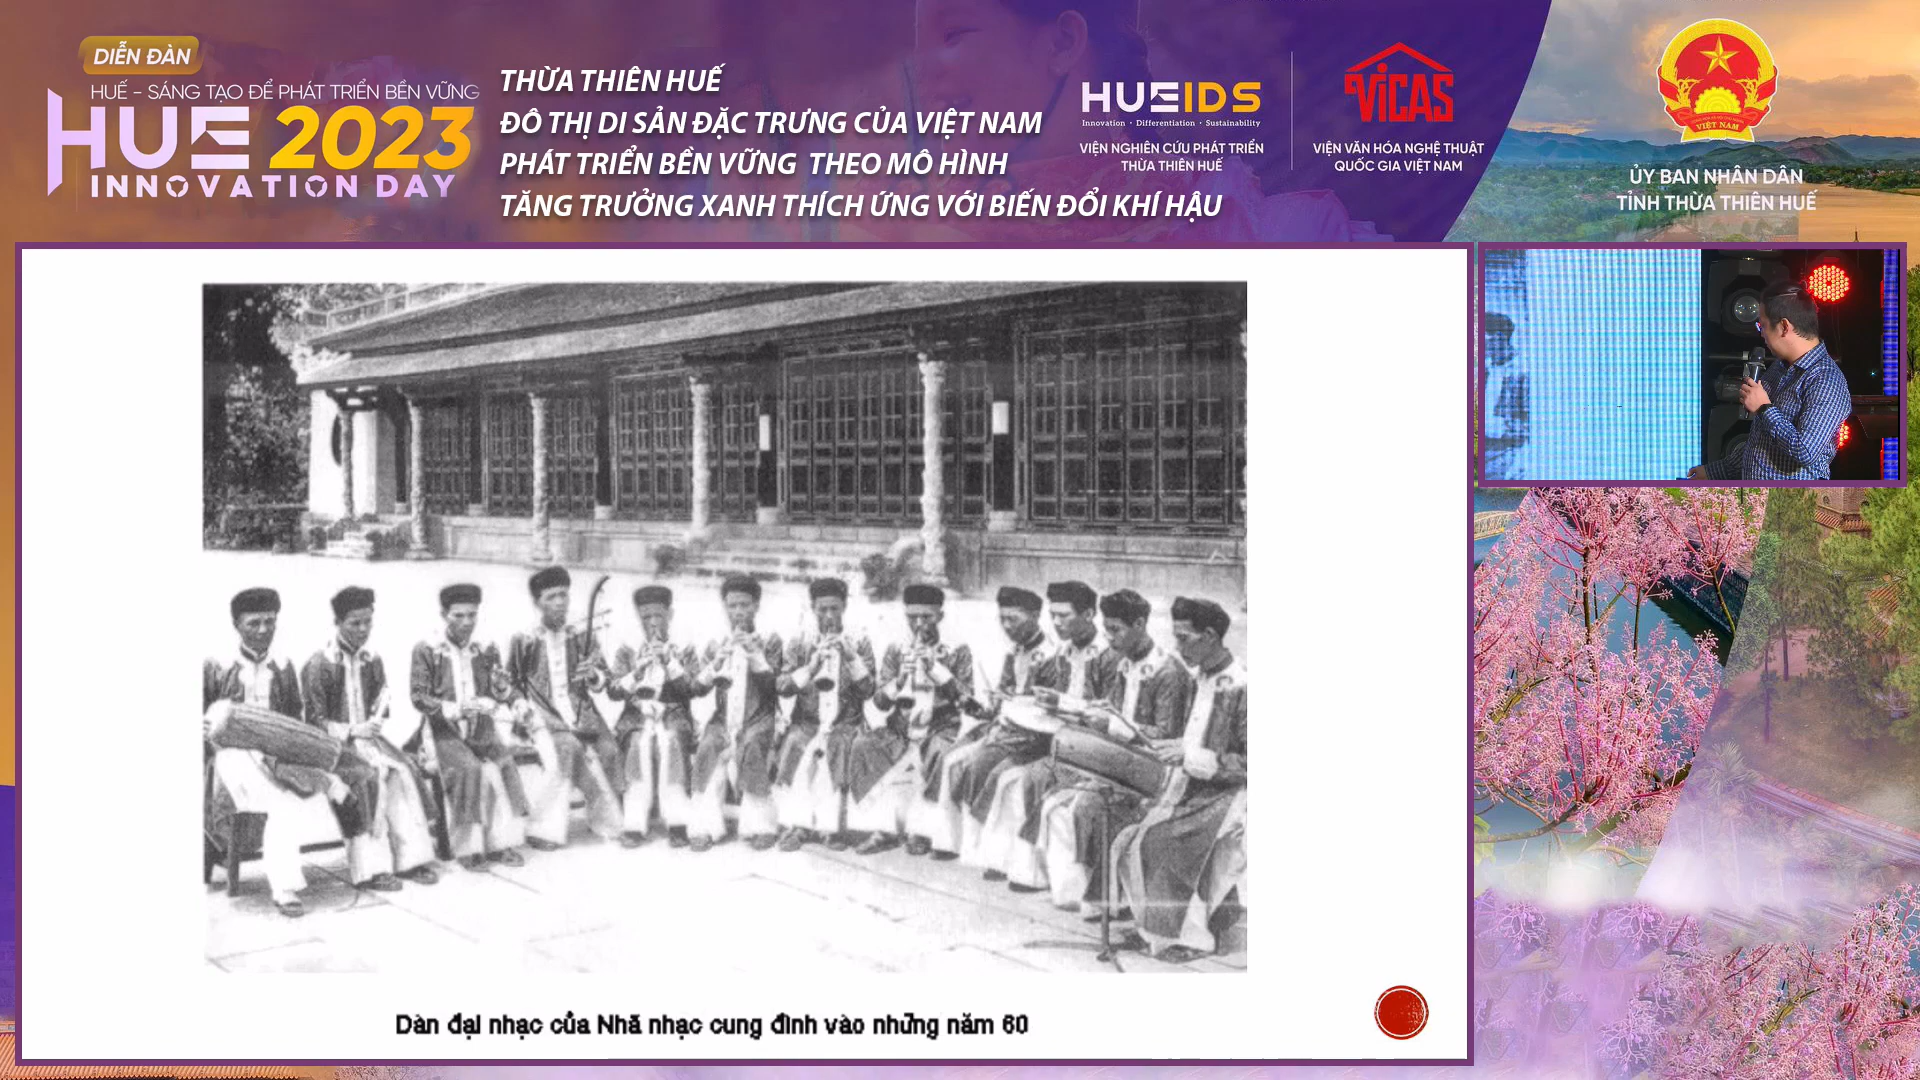 DIỄN ĐÀN
HUẾ – SÁNG TẠO ĐỂ PHÁT TRIỂN BỀN VỮNG
HUE 2023
INNOVATION DAY
THỪA THIÊN HUẾ
ĐÔ THỊ DI SẢN ĐẶC TRƯNG CỦA VIỆT NAM
PHÁT TRIỂN BỀN VỮNG THEO MÔ HÌNH
TĂNG TRƯỞNG XANH THÍCH ỨNG VỚI BIẾN ĐỔI KHÍ HẬU
HUEIDS
Innovation · Differentiation · Sustainability
VIỆN NGHIÊN CỨU PHÁT TRIỂN
THỪA THIÊN HUẾ
VICAS
VIỆN VĂN HÓA NGHỆ THUẬT
QUỐC GIA VIỆT NAM
VIỆT NAM
ỦY BAN NHÂN DÂN
TỈNH THỪA THIÊN HUẾ
Dàn đại nhạc của Nhã nhạc cung đình vào những năm 60